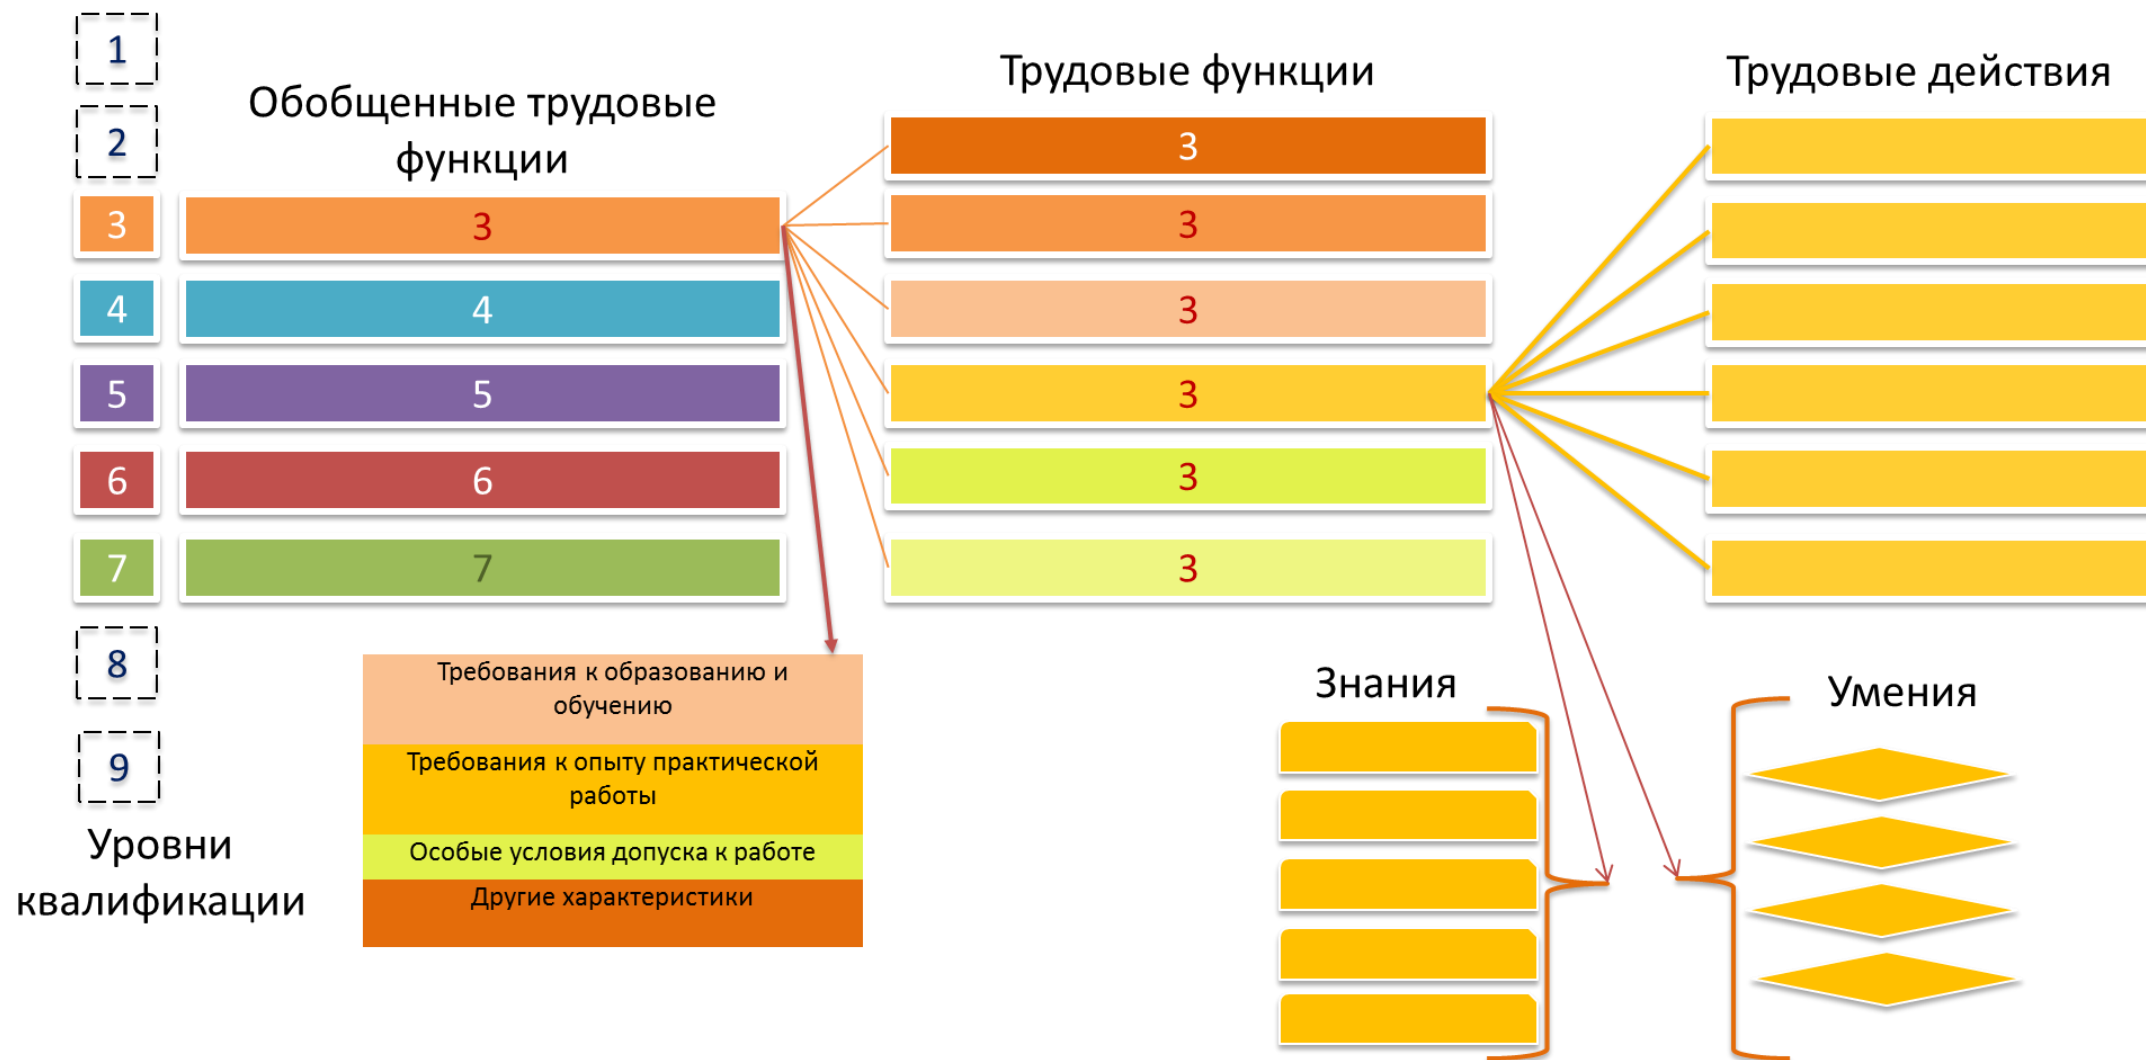 1
2
3
4
5
6
7
8
9
Уровни
квалификации
Обобщенные трудовые
функции
3
4
5
6
7
Трудовые функции
3
3
3
3
3
3
Трудовые действия
Требования к образованию и
обучению
Требования к опыту практической
работы
Особые условия допуска к работе
Другие характеристики
Знания
Умения